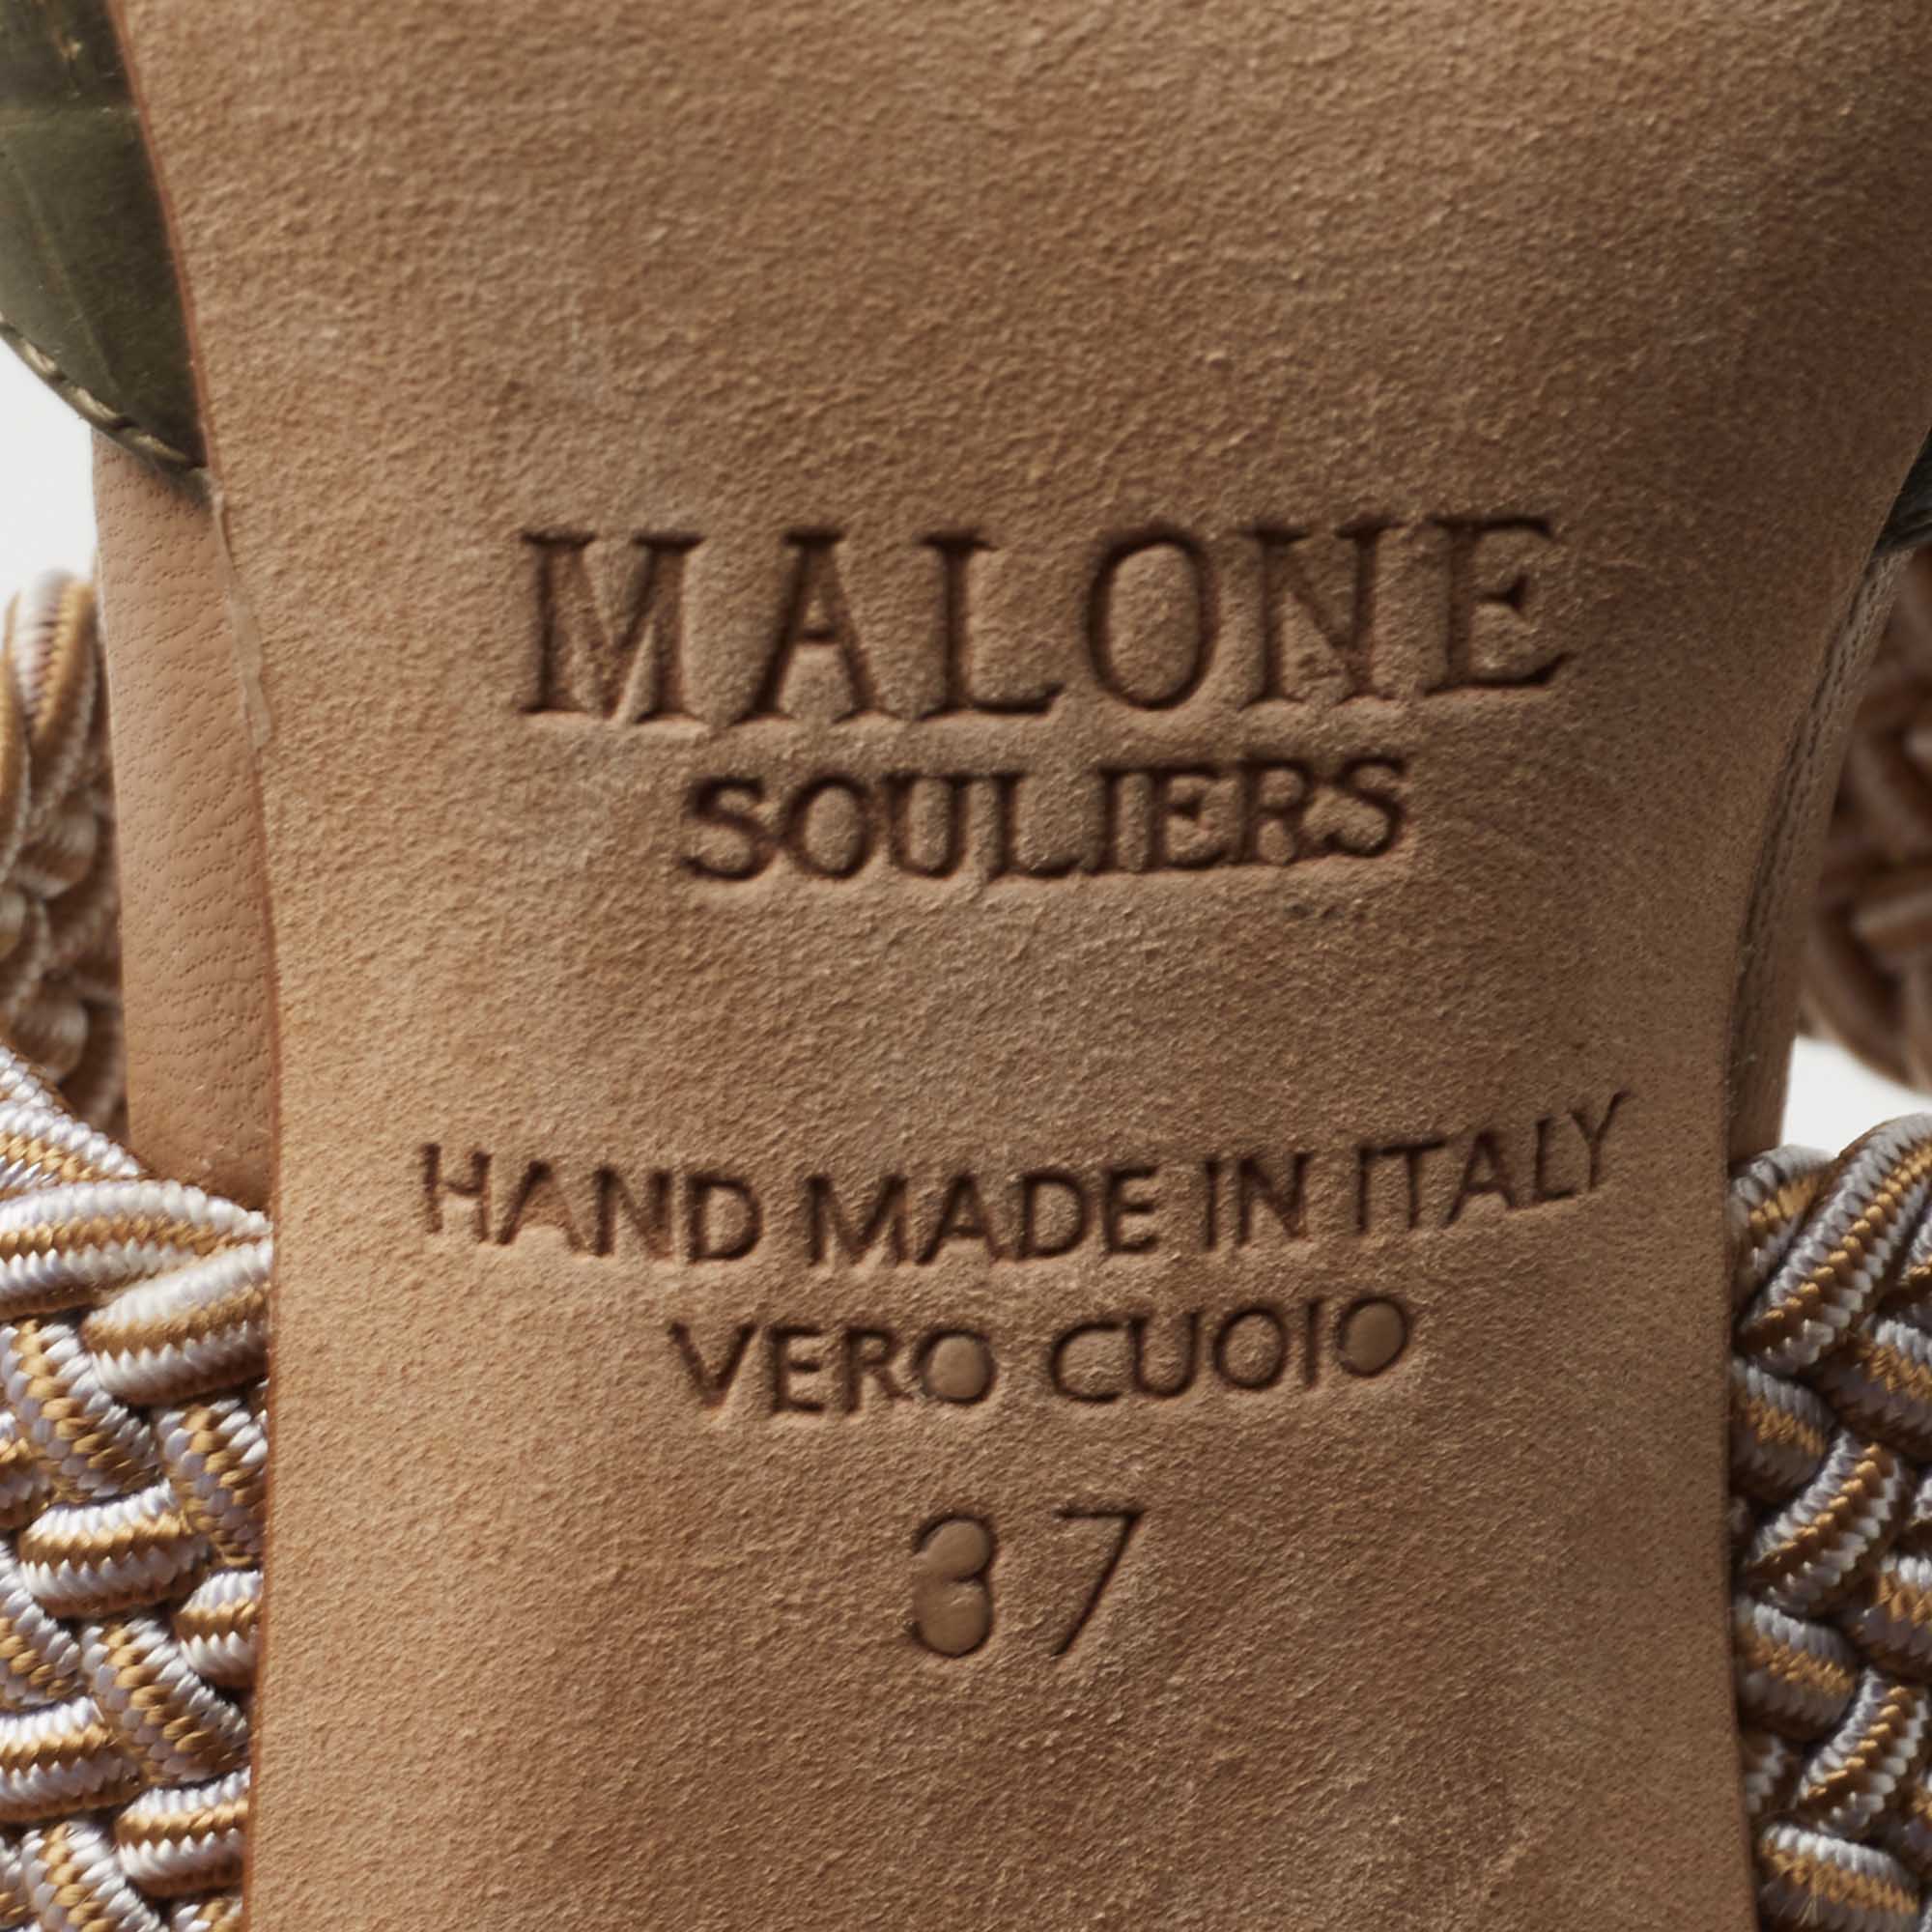 MALONE
SOULIERS
HAND MADE IN ITALY
VERO CUOIO
37